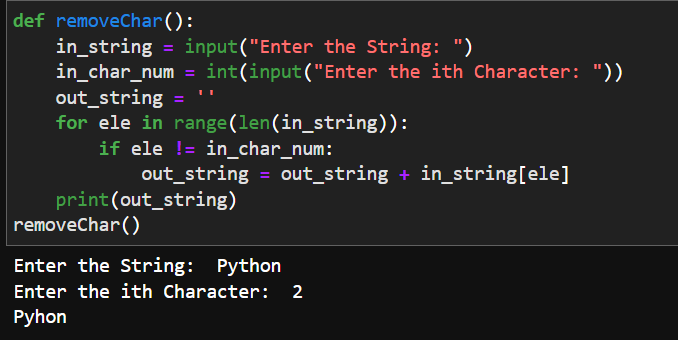 def removeChar():
    in_string = input("Enter the String: ")
    in_char_num = int(input("Enter the ith Character: "))
    out_string = ''
    for ele in range(len(in_string)):
        if ele != in_char_num:
            out_string = out_string + in_string[ele]
    print(out_string)
removeChar()
Enter the String:  Python
Enter the ith Character:  2
Pyhon